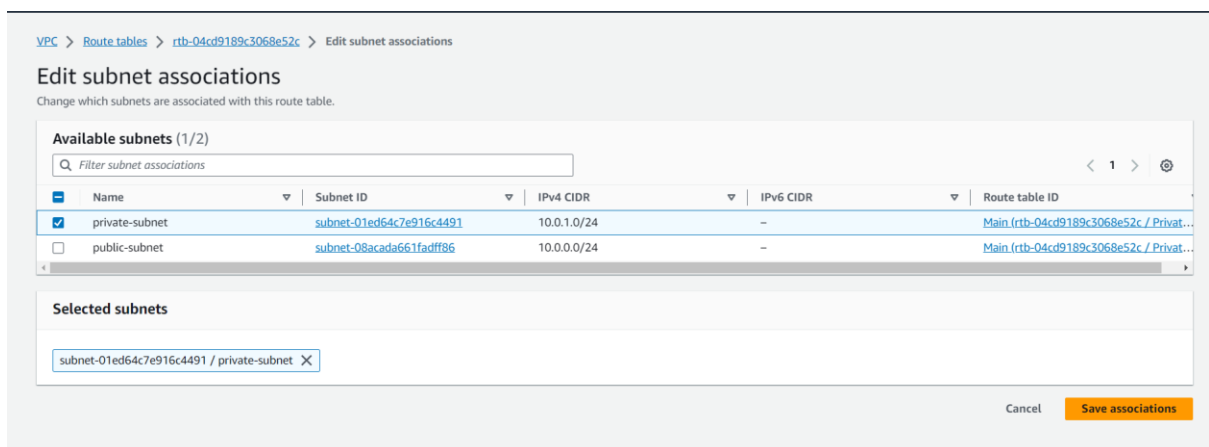 VPC > Route tables > rtb-04cd9189c3068e52c > Edit subnet associations
Edit subnet associations
Change which subnets are associated with this route table.
Available subnets (1/2)
Filter subnet associations
< 1 >
Name Subnet ID IPv4 CIDR IPv6 CIDR Route table ID
private-subnet subnet-01ed64c7e916c4491 10.0.1.0/24 – Main (rtb-04cd9189c3068e52c / Privat...
public-subnet subnet-08acada661fadff86 10.0.0.0/24 – Main (rtb-04cd9189c3068e52c / Privat...
Selected subnets
subnet-01ed64c7e916c4491 / private-subnet X
Cancel Save associations